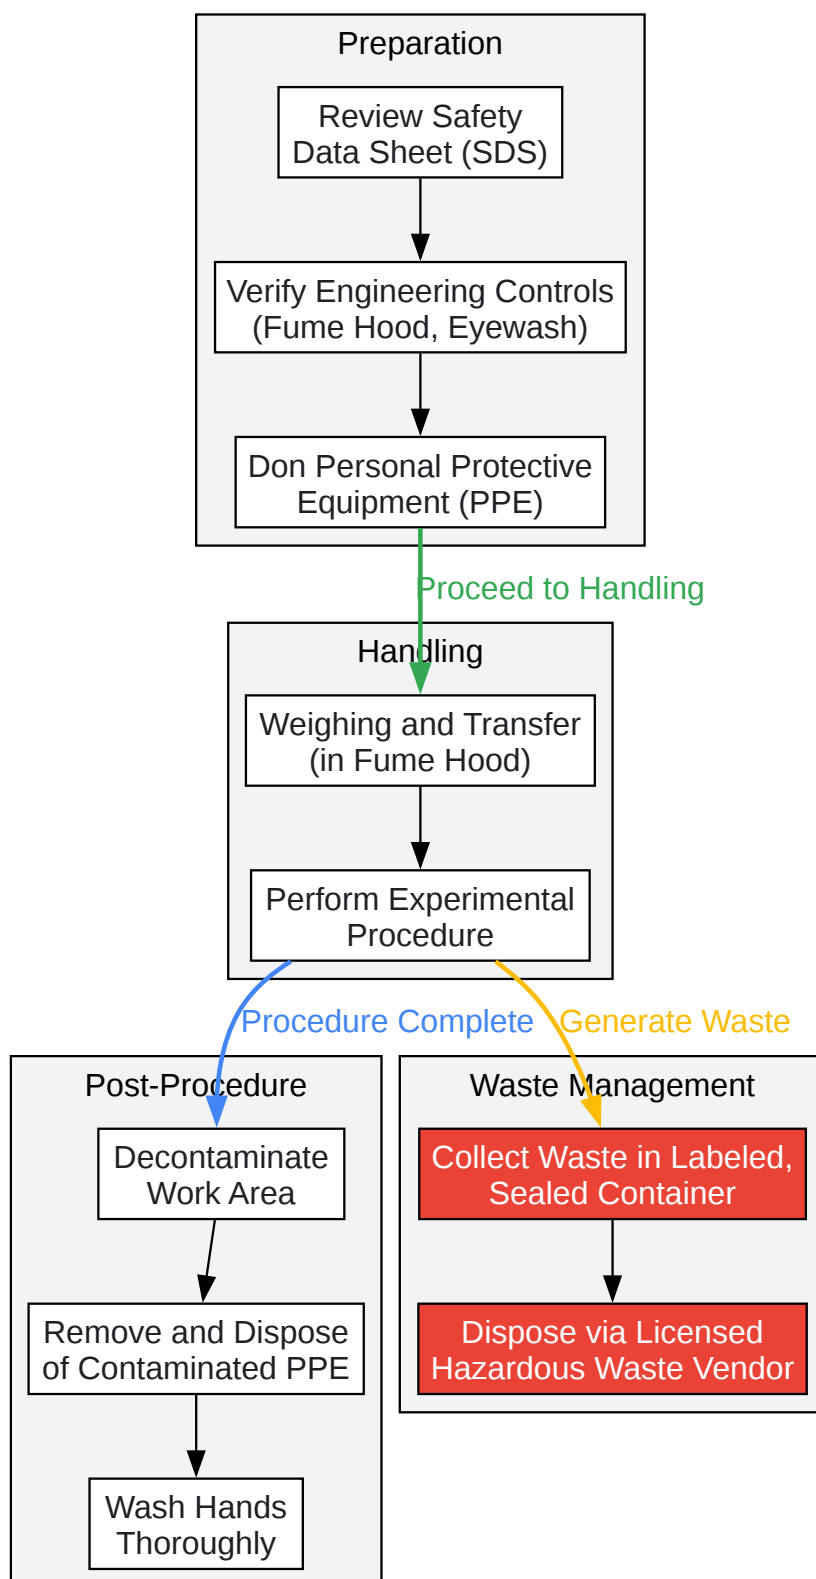 Preparation
Review Safety
Data Sheet (SDS)
Verify Engineering Controls
(Fume Hood, Eyewash)
Don Personal Protective
Equipment (PPE)
Proceed to Handling
Handling
Weighing and Transfer
(in Fume Hood)
Perform Experimental
Procedure
Procedure Complete
Generate Waste
Post-Procedure
Decontaminate
Work Area
Remove and Dispose
of Contaminated PPE
Wash Hands
Thoroughly
Waste Management
Collect Waste in Labeled,
Sealed Container
Dispose via Licensed
Hazardous Waste Vendor